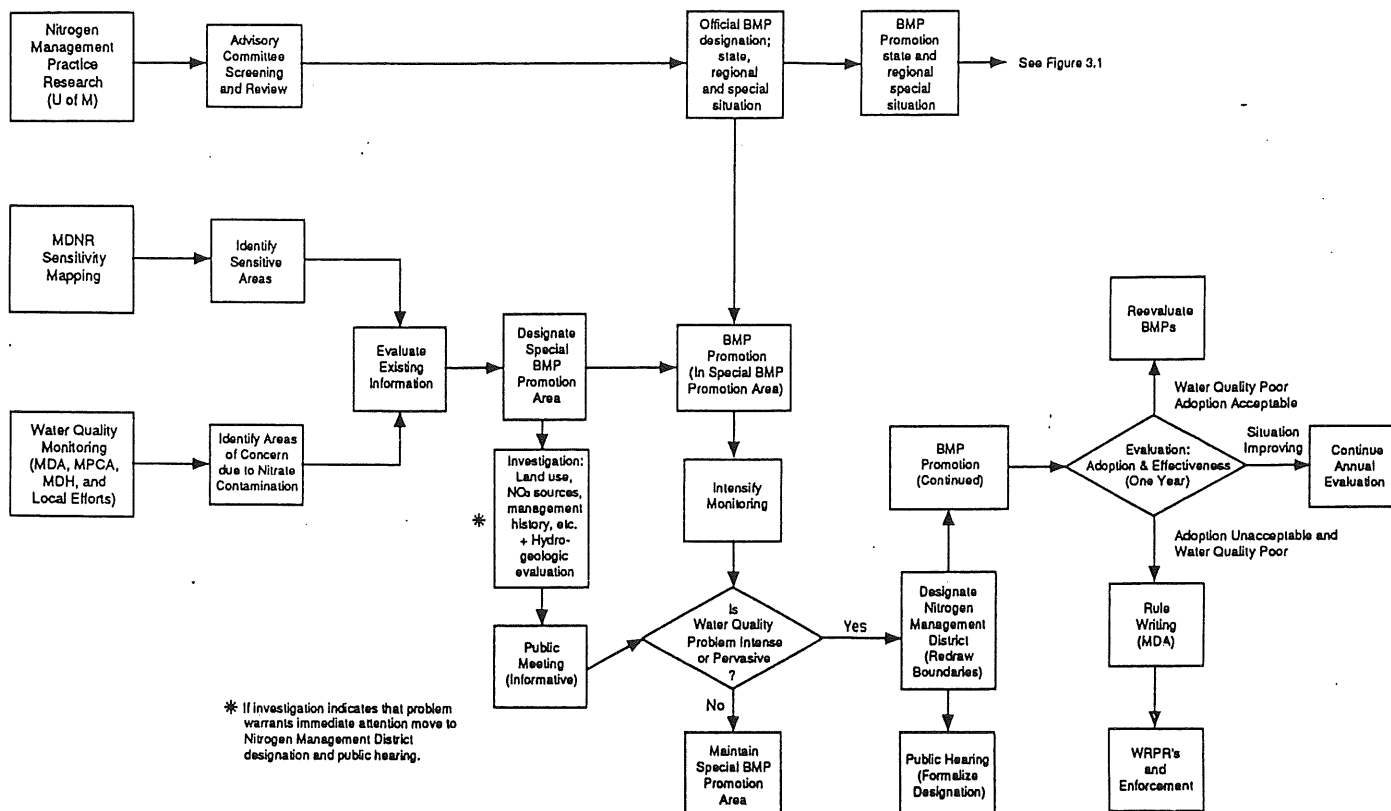 Nitrogen
Management
Practice
Research
(U of M)
Advisory
Committee
Screening
and Review
Official BMP
designation;
state,
regional
and special
situation
BMP
Promotion
state and
regional
special
situation
See Figure 3.1
MDNR
Sensitivity
Mapping
Identify
Sensitive
Areas
Evaluate
Existing
Information
Designate
Special
BMP
Promotion
Area
BMP
Promotion
(In Special BMP
Promotion Area)
Reevaluate
BMPs
Water Quality Poor
Adoption Acceptable
Water Quality
Monitoring
(MDA, MPCA,
MDH, and
Local Efforts)
Identify Areas
of Concern
due to Nitrate
Contamination
Investigation:
Land use,
NO₃ sources,
management
history, etc.
+ Hydro-
geologic
evaluation
*
Intensify
Monitoring
BMP
Promotion
(Continued)
Evaluation:
Adoption & Effectiveness
(One Year)
Situation
Improving
Continue
Annual
Evaluation
Adoption Unacceptable and
Water Quality Poor
Public
Meeting
(Informative)
Is
Water Quality
Problem Intense
or Pervasive
?
Yes
Designate
Nitrogen
Management
District
(Redraw
Boundaries)
Rule
Writing
(MDA)
No
* If investigation indicates that problem
warrants immediate attention move to
Nitrogen Management District
designation and public hearing.
Maintain
Special BMP
Promotion
Area
Public Hearing
(Formalize
Designation)
WRPR's
and
Enforcement